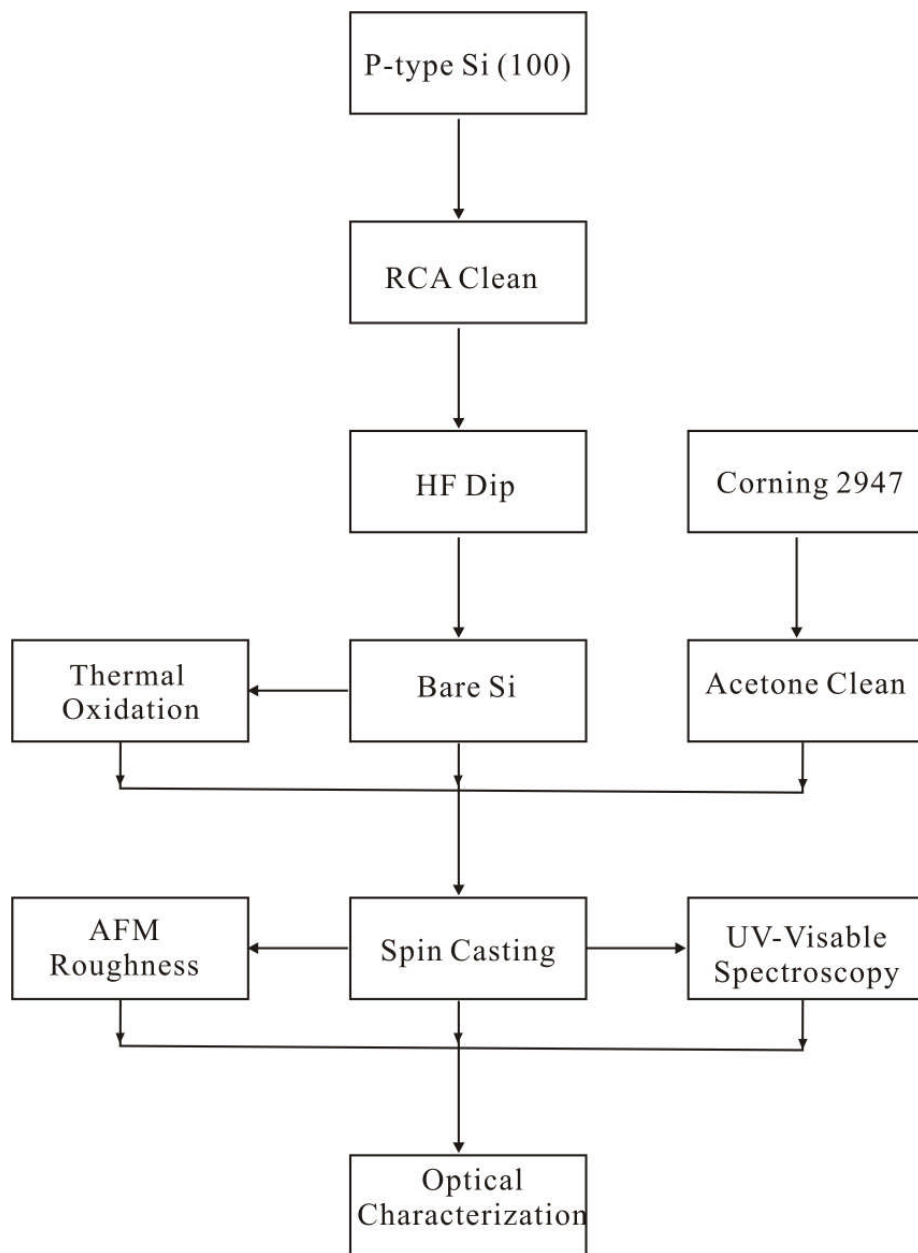 P-type Si (100)
RCA Clean
HF Dip
Corning 2947
Thermal
Oxidation
Bare Si
Acetone Clean
AFM
Roughness
Spin Casting
UV-Visable
Spectroscopy
Optical
Characterization